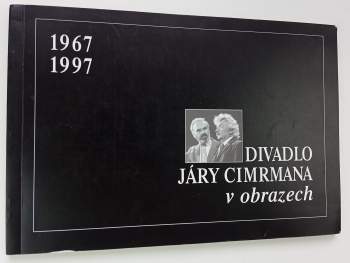 1967
1997
DIVADLO
JÁRY CIMRMANA
v obrazech